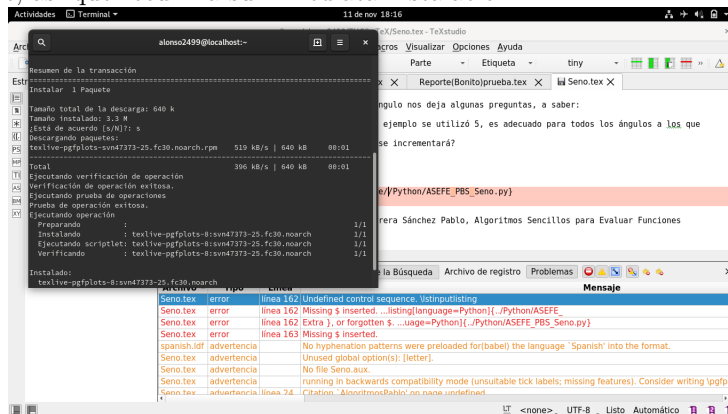 Actividades Terminal
11 de nov 18:16
TeX/Seno.tex - TeXstudio
alonso2499@localhost:~
Macros Visualizar Opciones Ayuda
Parte Etiqueta tiny
Reporte(Bonito)prueba.tex Seno.tex
Resumen de la transacción
Instalar 1 Paquete
Tamaño total de la descarga: 640 k
Tamaño instalado: 3.3 M
¿Está de acuerdo [s/N]?: s
Descargando paquetes:
texlive-pgfplots-svn47373-25.fc30.noarch.rpm 519 kB/s | 640 kB 00:01
Total 396 kB/s | 640 kB 00:01
Ejecutando verificación de operación
Verificación de operación exitosa.
Ejecutando prueba de operaciones
Prueba de operación exitosa.
Ejecutando operación
Preparando : 1/1
Instalando : texlive-pgfplots-8:svn47373-25.fc30.noarch 1/1
Ejecutando scriptlet: texlive-pgfplots-8:svn47373-25.fc30.noarch 1/1
Verificando : texlive-pgfplots-8:svn47373-25.fc30.noarch 1/1
Instalado:
texlive-pgfplots-8:svn47373-25.fc30.noarch
ngulo nos deja algunas preguntas, a saber:
ejemplo se utilizó 5, es adecuado para todos los ángulos a los que
se incrementará?
e//Python/ASEFE_PBS_Seno.py}
rera Sánchez Pablo, Algoritmos Sencillos para Evaluar Funciones
la Búsqueda Archivo de registro Problemas
Archivo Tipo Línea Mensaje
Seno.tex error línea 162 Undefined control sequence. \lstinputlisting
Seno.tex error línea 162 Missing $ inserted. ...listing[language=Python]{../Python/ASEFE_
Seno.tex error línea 162 Extra }, or forgotten $. ...uage=Python]{../Python/ASEFE_PBS_Seno.py}
Seno.tex error línea 163 Missing $ inserted.
spanish.ldf advertencia No hyphenation patterns were preloaded for(babel) the language `Spanish' into the format.
Seno.tex advertencia Unused global option(s): [letter].
Seno.tex advertencia No file Seno.aux.
Seno.tex advertencia running in backwards compatibility mode (unsuitable tick labels; missing features). Consider writing \pgfp
Seno.tex advertencia línea 24 Citation `AlgoritmosPablo' on page undefined
<none> UTF-8 Listo Automático